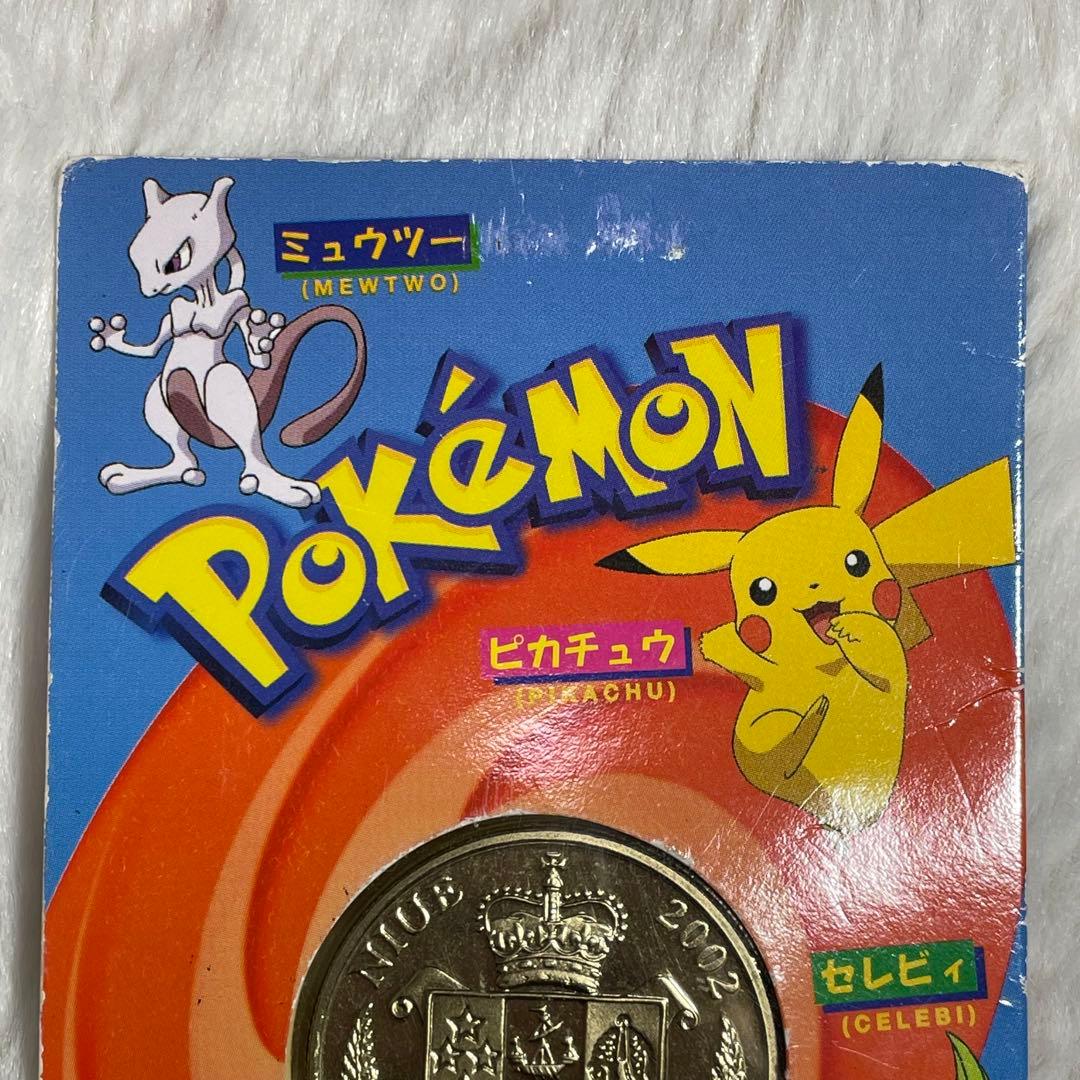 ミュウツー
(MEWTWO)
POKéMON
ピカチュウ
(PIKACHU)
NIUE 2002
セレビィ
(CELEBI)